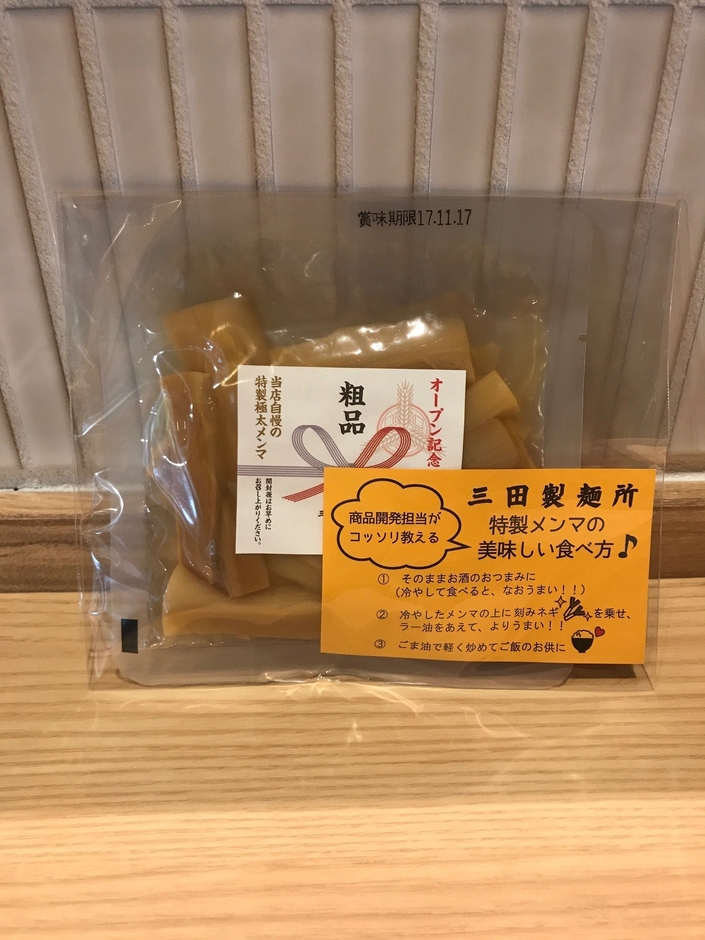 賞味期限17.11.17
オープン記念
粗品
当店自慢の
特製極太メンマ
開封後はお早めに
お召し上がりください。
三
三田製麺所
商品開発担当が
コッソリ教える
特製メンマの
美味しい食べ方♪
① そのままお酒のおつまみに
(冷やして食べると、なおうまい！！)
② 冷やしたメンマの上に刻みネギを乗せ、
ラー油をあえて、よりうまい！！
③ ごま油で軽く炒めてご飯のお供に